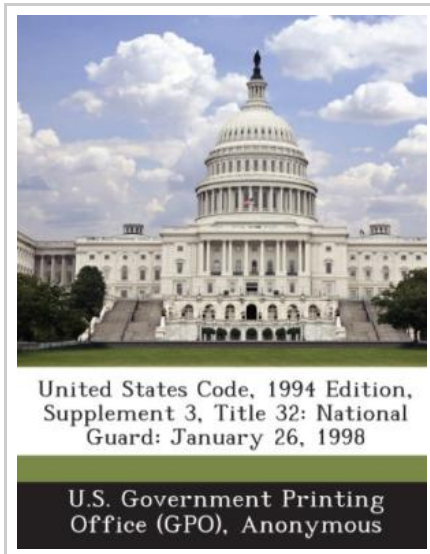 United States Code, 1994 Edition,
Supplement 3, Title 32: National
Guard: January 26, 1998
U.S. Government Printing
Office (GPO), Anonymous